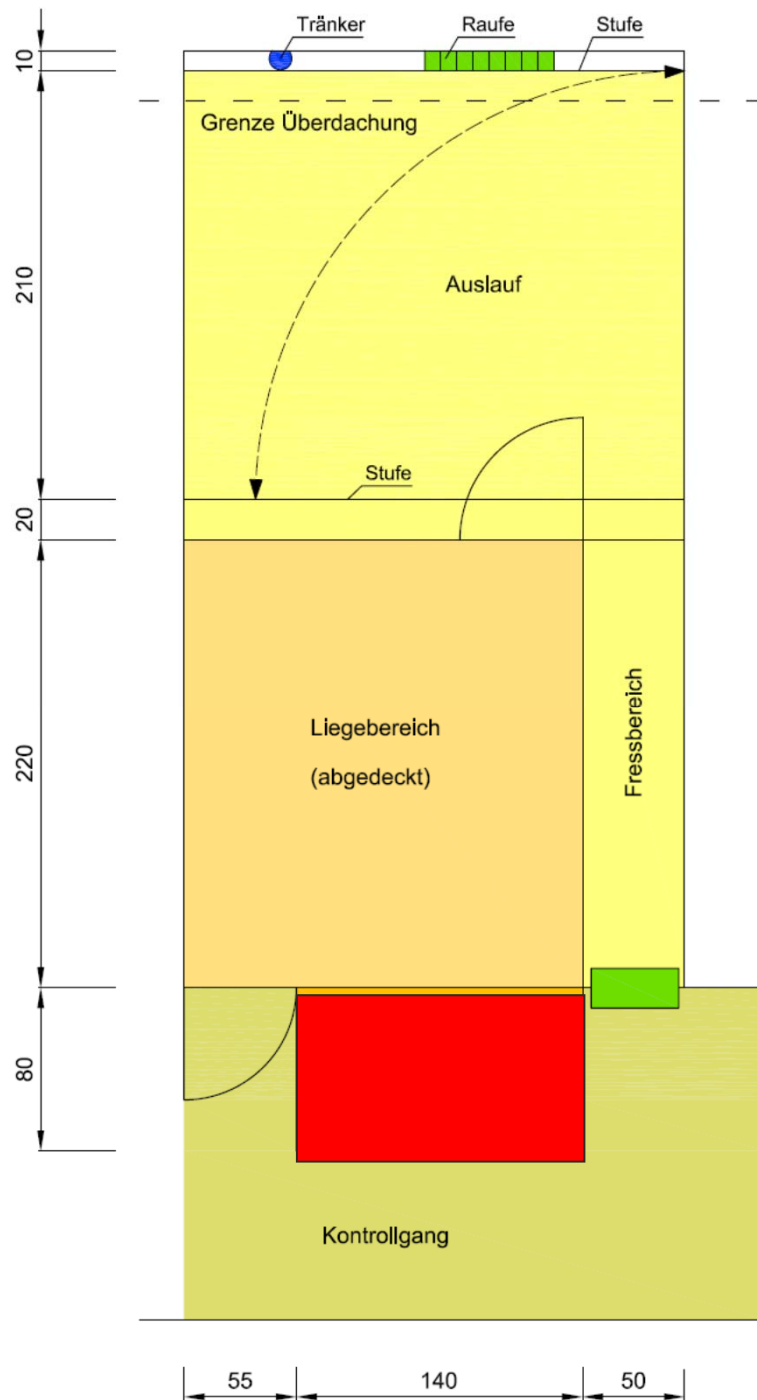 Tränker
Raufe
Stufe
10
Grenze Überdachung
210
Auslauf
Stufe
20
220
Liegebereich
(abgedeckt)
Fressbereich
80
Kontrollgang
55
140
50